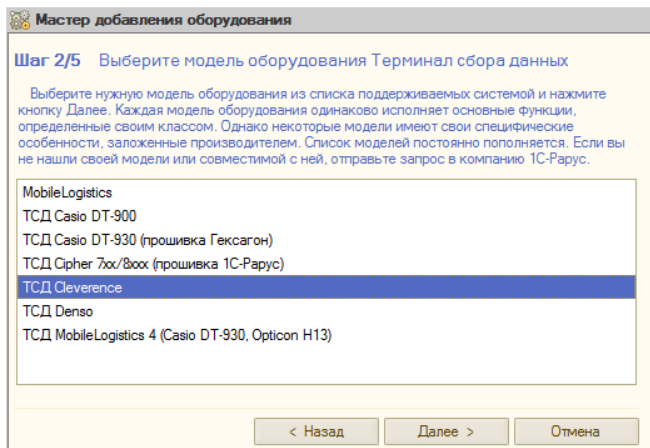 Мастер добавления оборудования
Шаг 2/5 Выберите модель оборудования Терминал сбора данных
Выберите нужную модель оборудования из списка поддерживаемых системой и нажмите
кнопку Далее. Каждая модель оборудования одинаково исполняет основные функции,
определенные своим классом. Однако некоторые модели имеют свои специфические
особенности, заложенные производителем. Список моделей постоянно пополняется. Если вы
не нашли своей модели или совместимой с ней, отправьте запрос в компанию 1С-Рарус.
MobileLogistics
ТСД Casio DT-900
ТСД Casio DT-930 (прошивка Гексагон)
ТСД Cipher 7xx/8xxx (прошивка 1С-Рарус)
ТСД Cleverence
ТСД Denso
ТСД MobileLogistics 4 (Casio DT-930, Opticon H13)
< Назад Далее > Отмена